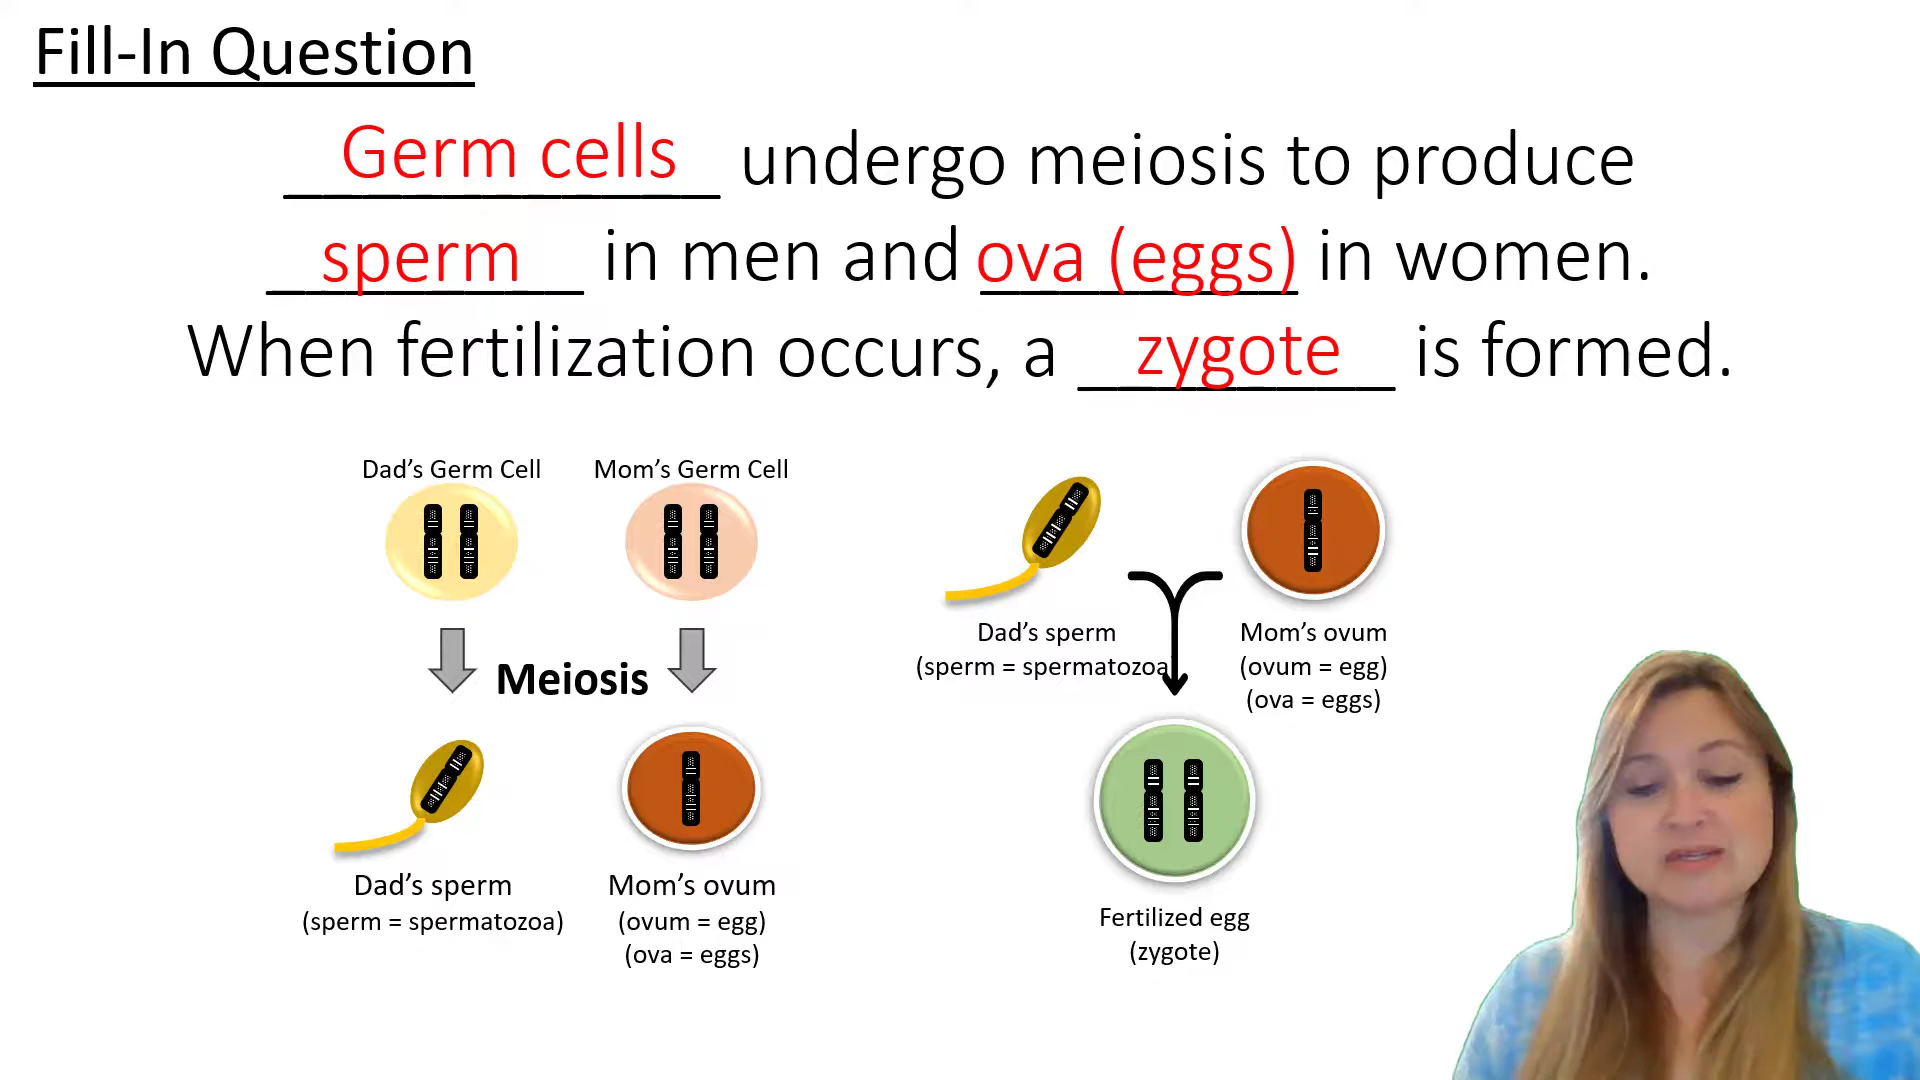 Fill-In Question
Germ cells undergo meiosis to produce
sperm in men and ova (eggs) in women.
When fertilization occurs, a zygote is formed.
Dad's Germ Cell
Mom's Germ Cell
Meiosis
Dad's sperm
(sperm = spermatozoa)
Mom's ovum
(ovum = egg)
(ova = eggs)
Dad's sperm
(sperm = spermatozoa
Mom's ovum
(ovum = egg)
(ova = eggs)
Fertilized egg
(zygote)